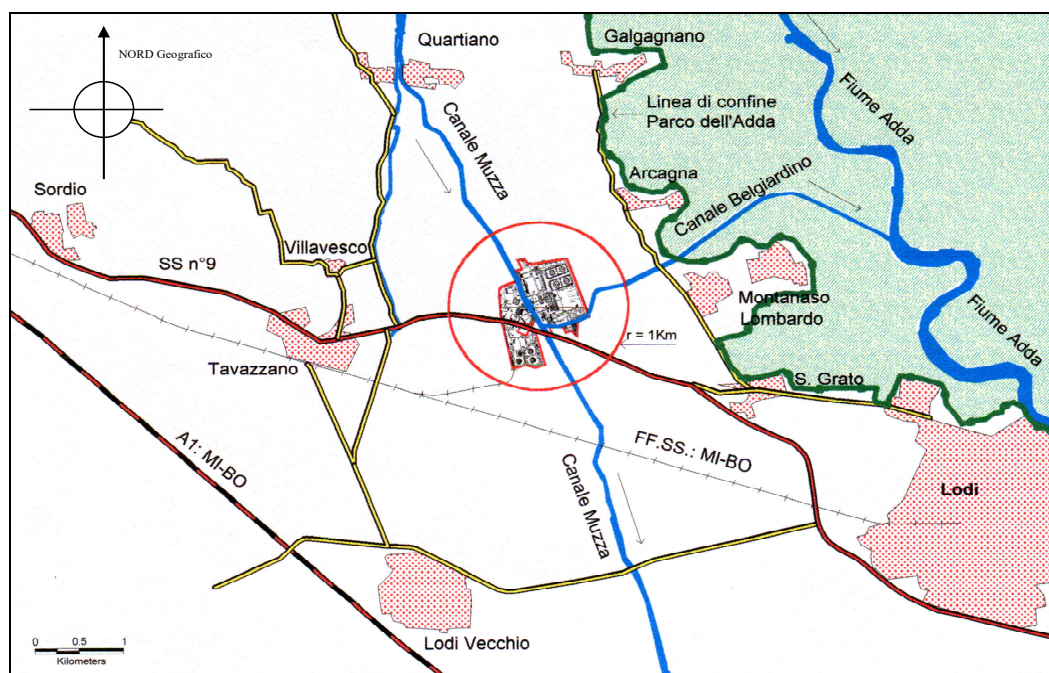 NORD Geografico
Quartiano
Galgagnano
Fiume Adda
Linea di confine
Parco dell'Adda
Canale Muzza
Arcagna
Canale Belgiardino
Sordio
Villavesco
SS n°9
Montanaso
Lombardo
Fiume Adda
r = 1Km
Tavazzano
S. Grato
A1: MI-BO
FF.SS.: MI-BO
Canale Muzza
Lodi
Lodi Vecchio
0 0.5 1
Kilometers